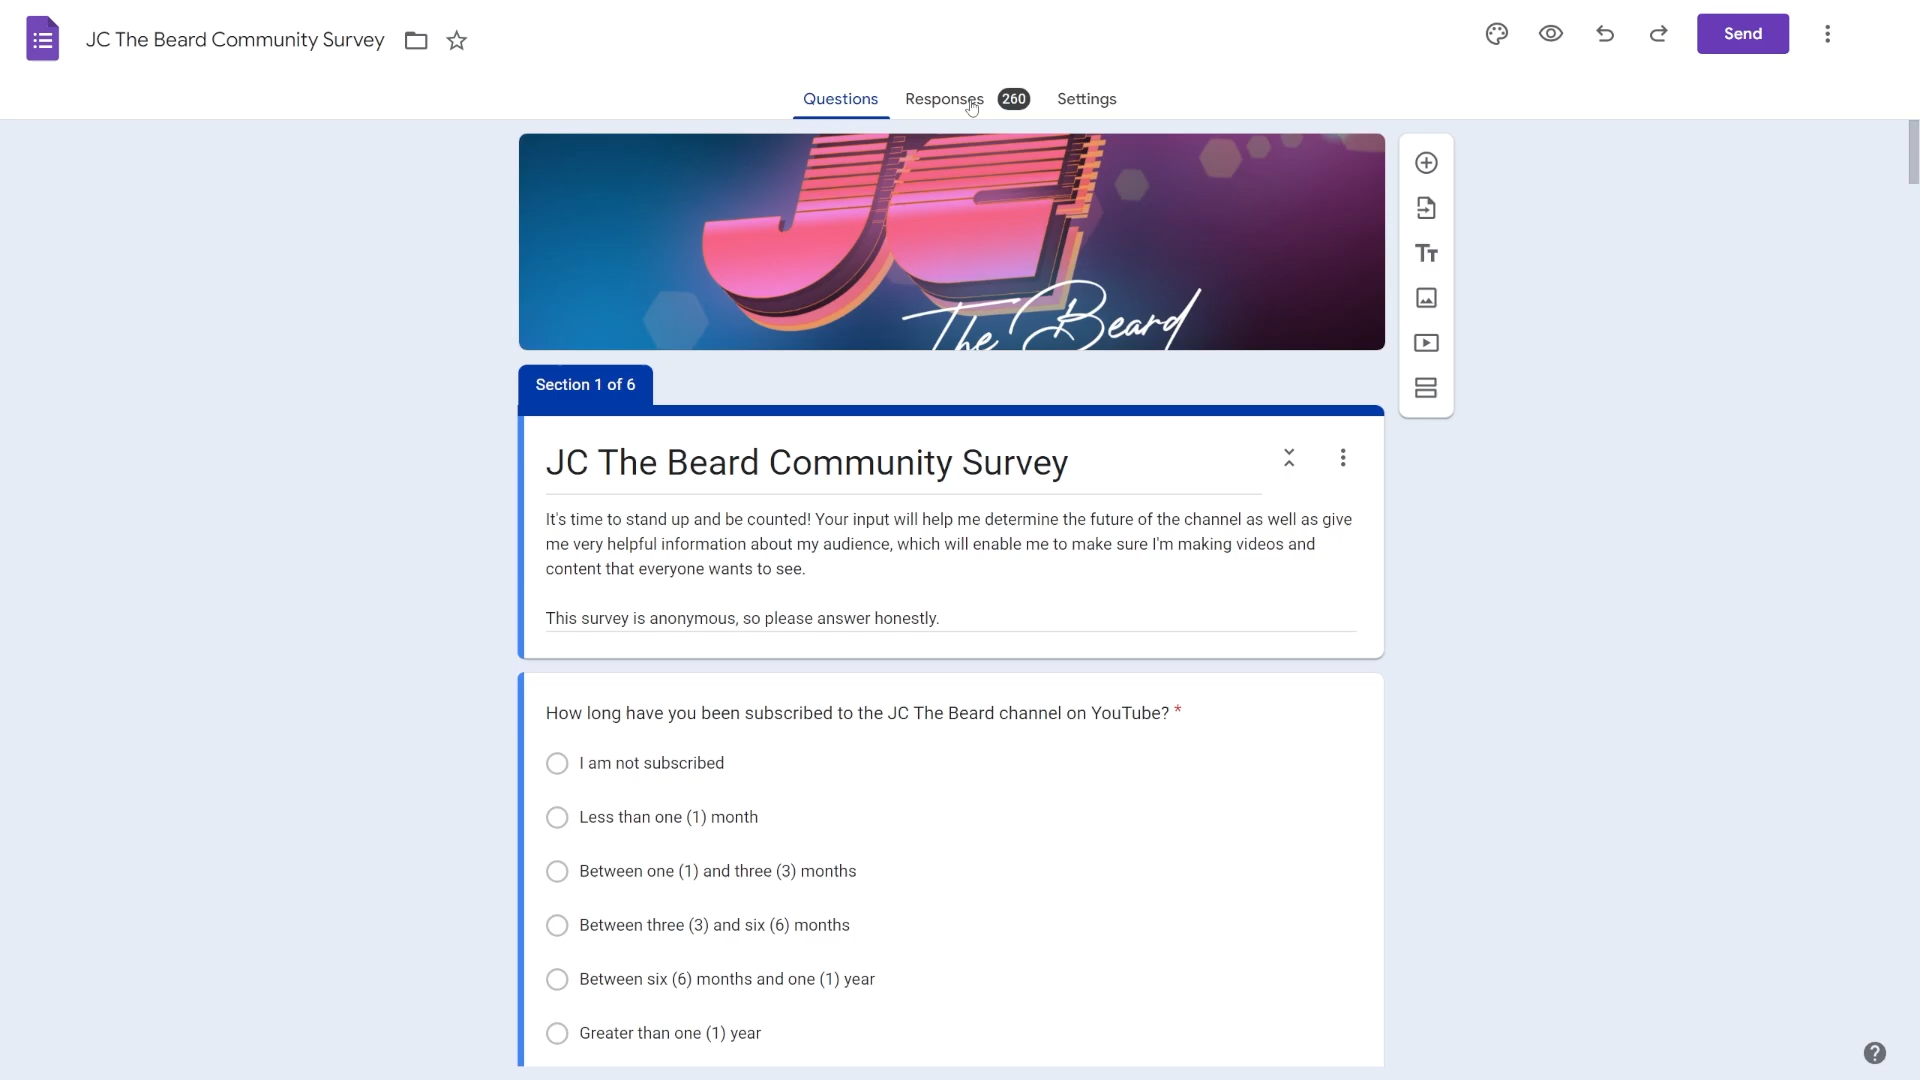 JC The Beard Community Survey
Send
Questions
Responses 260
Settings
JC
The Beard
Section 1 of 6
JC The Beard Community Survey
It's time to stand up and be counted! Your input will help me determine the future of the channel as well as give
me very helpful information about my audience, which will enable me to make sure I'm making videos and
content that everyone wants to see.
This survey is anonymous, so please answer honestly.
How long have you been subscribed to the JC The Beard channel on YouTube? *
I am not subscribed
Less than one (1) month
Between one (1) and three (3) months
Between three (3) and six (6) months
Between six (6) months and one (1) year
Greater than one (1) year